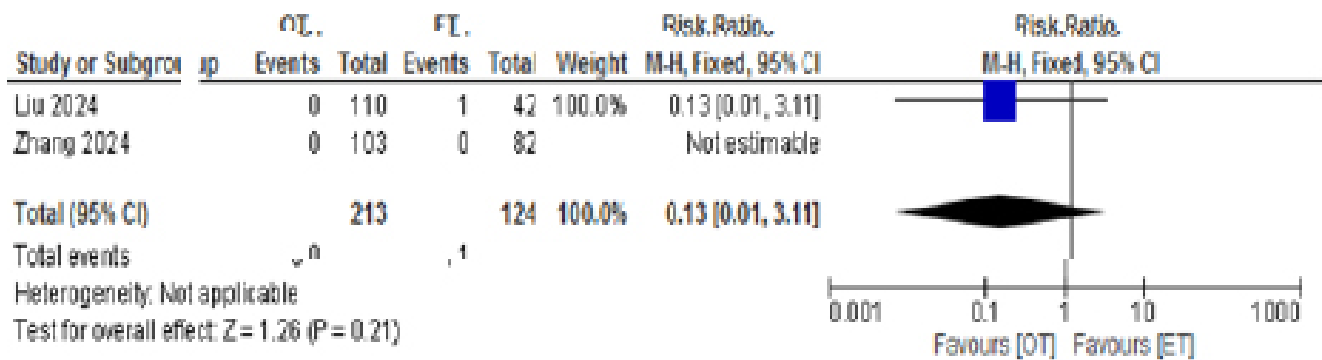 OT. ET. Risk Ratio Risk Ratio
Study or Subgroup Events Total Events Total Weight M-H, Fixed, 95% CI M-H, Fixed, 95% CI
Liu 2024 0 110 1 42 100.0% 0.13 [0.01, 3.11]
Zhang 2024 0 103 0 82 Not estimable
Total (95% CI) 213 124 100.0% 0.13 [0.01, 3.11]
Total events 0 1
Heterogeneity: Not applicable
Test for overall effect: Z = 1.26 (P = 0.21)
0.001 0.1 1 10 1000
Favours [OT] Favours [ET]